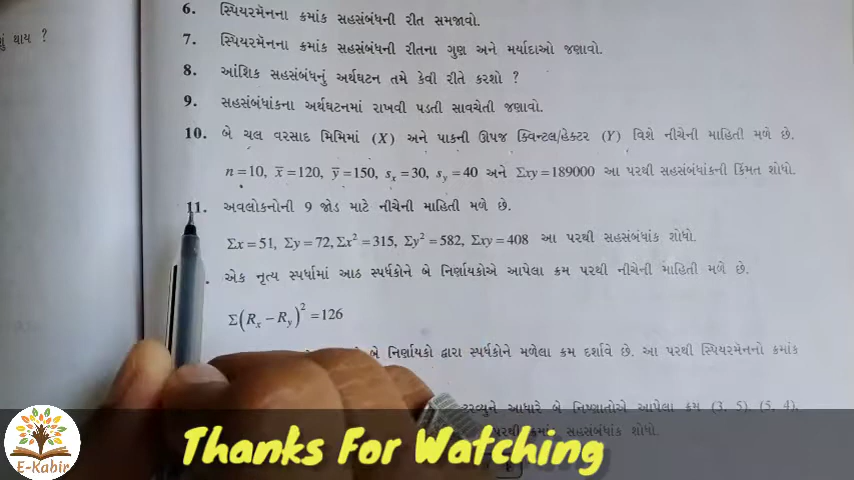 નું થાય ?
6. સ્પિયરમૅનના ક્રમાંક સહસંબંધની રીત સમજાવો.
7. સ્પિયરમૅનના ક્રમાંક સહસંબંધની રીતના ગુણ અને મર્યાદાઓ જણાવો.
8. આંશિક સહસંબંધનું અર્થઘટન તમે કેવી રીતે કરશો ?
9. સહસંબંધાંકના અર્થઘટનમાં રાખવી પડતી સાવચેતી જણાવો.
10. બે ચલ વરસાદ મિમિમાં (X) અને પાકની ઊપજ ક્વિન્ટલ/હેક્ટર (Y) વિશે નીચેની માહિતી મળે છે.
n = 10, x̅ = 120, y̅ = 150, sₓ = 30, s_y = 40 અને Σxy = 189000 આ પરથી સહસંબંધાંકની કિંમત શોધો.
11. અવલોકનોની 9 જોડ માટે નીચેની માહિતી મળે છે.
Σx = 51, Σy = 72, Σx² = 315, Σy² = 582, Σxy = 408 આ પરથી સહસંબંધાંક શોધો.
. એક નૃત્ય સ્પર્ધામાં આઠ સ્પર્ધકોને બે નિર્ણાયકોએ આપેલા ક્રમ પરથી નીચેની માહિતી મળે છે.
Σ(Rₓ − R_y)² = 126
બે નિર્ણાયકો દ્વારા સ્પર્ધકોને મળેલા ક્રમ દર્શાવે છે. આ પરથી સ્પિયરમૅનનો ક્રમાંક
આધારે બે નિષ્ણાતોએ આપેલા ક્રમ (3, 5), (5, 4),
પરથી ક્રમાંક સહસંબંધાંક શોધો.
Thanks For Watching
E-Kabir